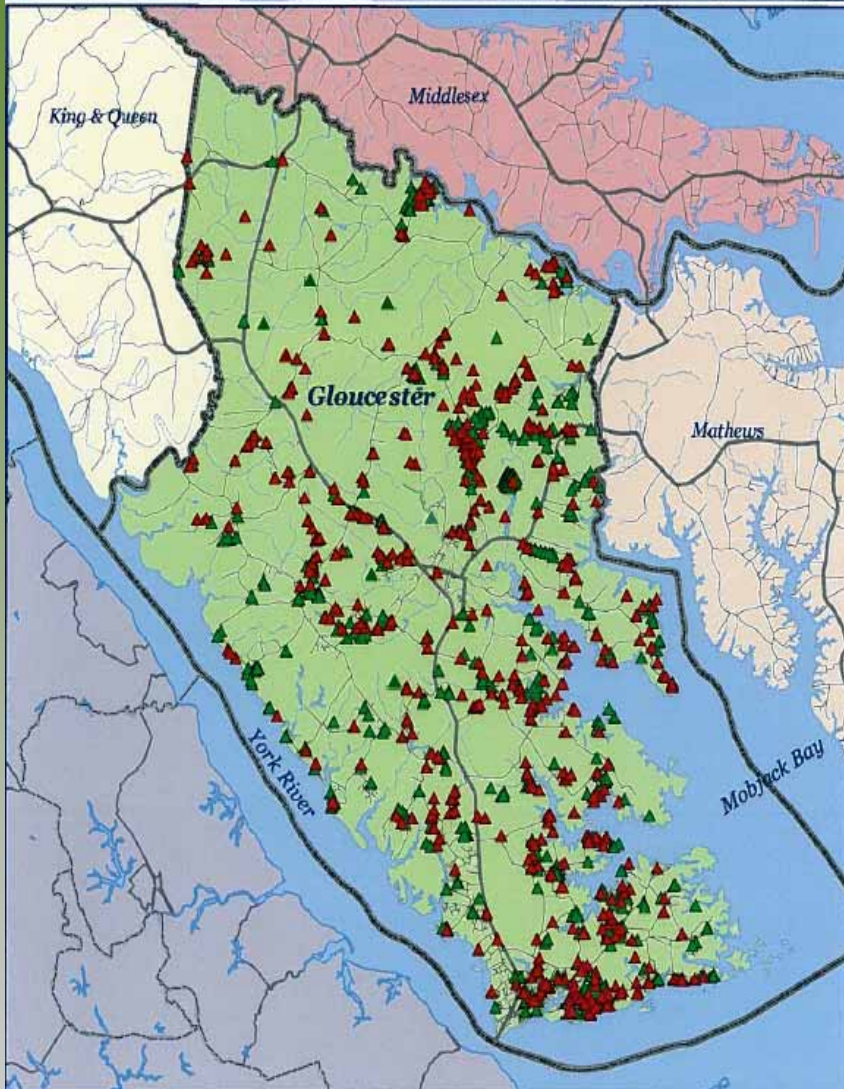 Middlesex
King & Queen
Gloucester
Mathews
York River
Mobjack Bay